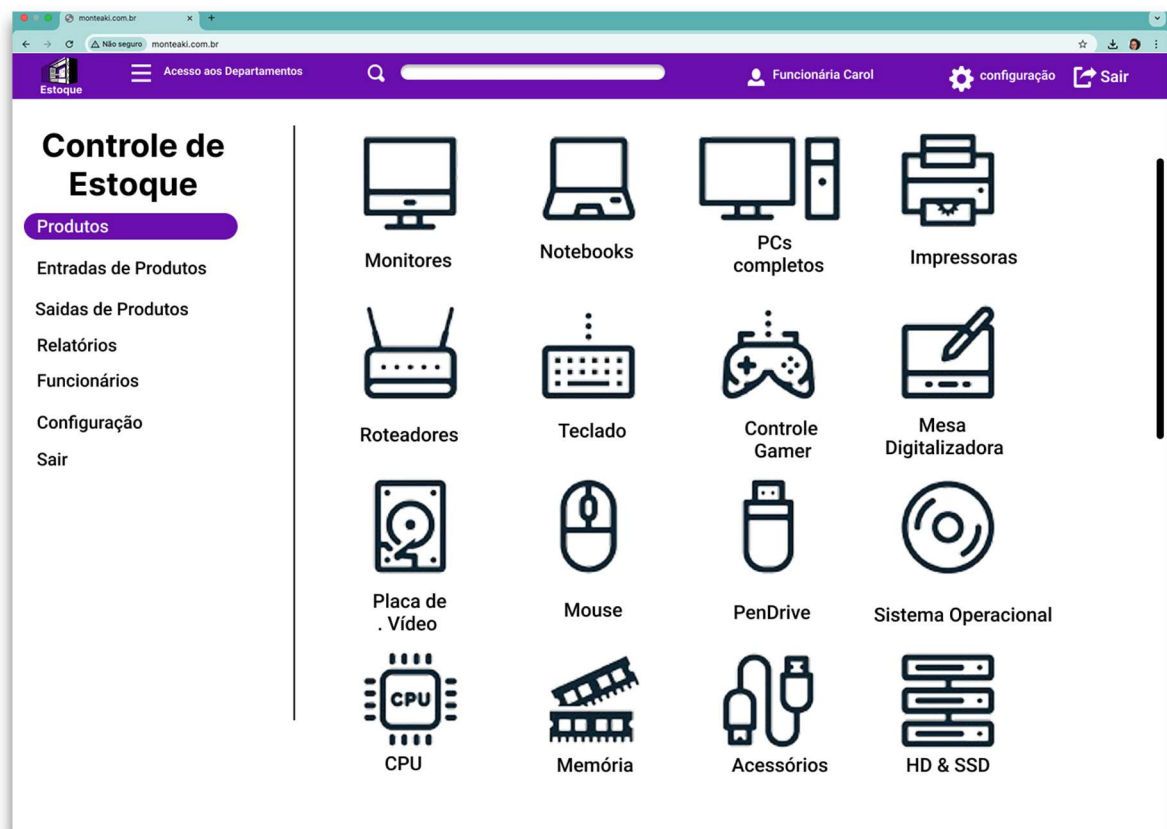 monteaki.com.br
Não seguro monteaki.com.br
Estoque
Acesso aos Departamentos
Funcionária Carol
configuração
Sair
Controle de
Estoque
Produtos
Entradas de Produtos
Saidas de Produtos
Relatórios
Funcionários
Configuração
Sair
Monitores
Notebooks
PCs
completos
Impressoras
Roteadores
Teclado
Controle
Gamer
Mesa
Digitalizadora
Placa de
. Vídeo
Mouse
PenDrive
Sistema Operacional
CPU
CPU
Memória
Acessórios
HD & SSD